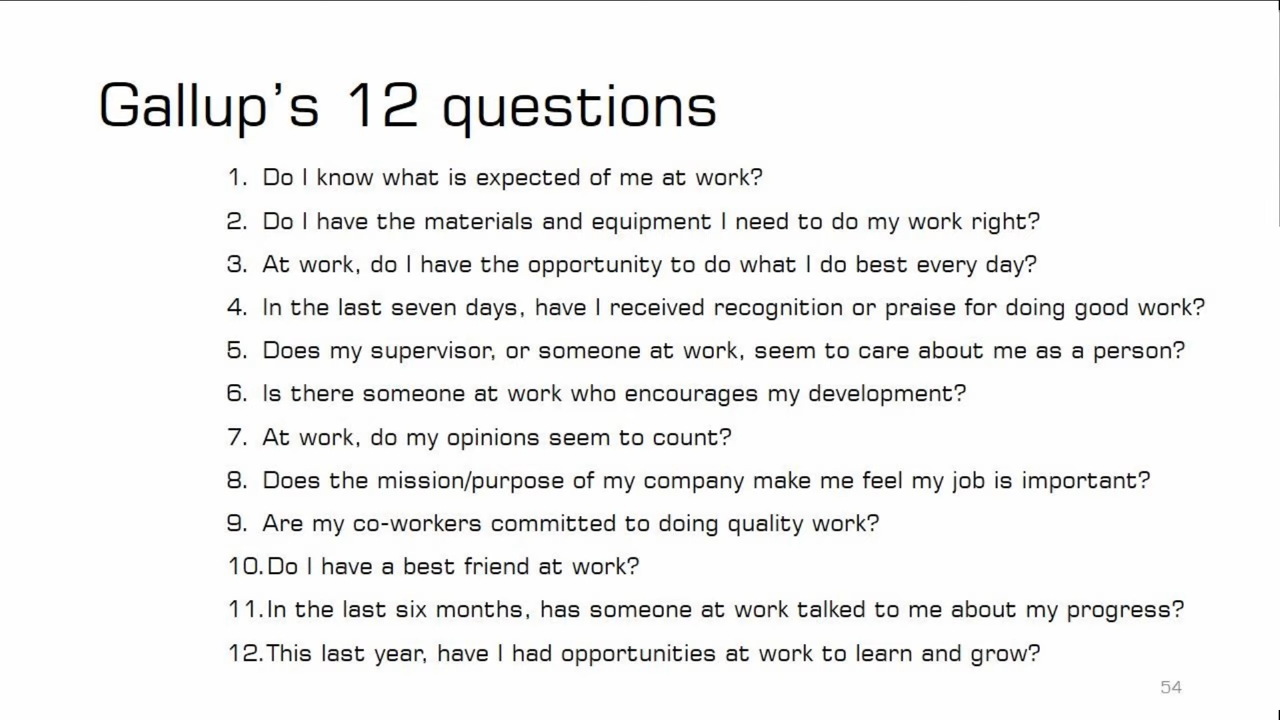 Gallup's 12 questions
1. Do I know what is expected of me at work?
2. Do I have the materials and equipment I need to do my work right?
3. At work, do I have the opportunity to do what I do best every day?
4. In the last seven days, have I received recognition or praise for doing good work?
5. Does my supervisor, or someone at work, seem to care about me as a person?
6. Is there someone at work who encourages my development?
7. At work, do my opinions seem to count?
8. Does the mission/purpose of my company make me feel my job is important?
9. Are my co-workers committed to doing quality work?
10. Do I have a best friend at work?
11. In the last six months, has someone at work talked to me about my progress?
12. This last year, have I had opportunities at work to learn and grow?
54